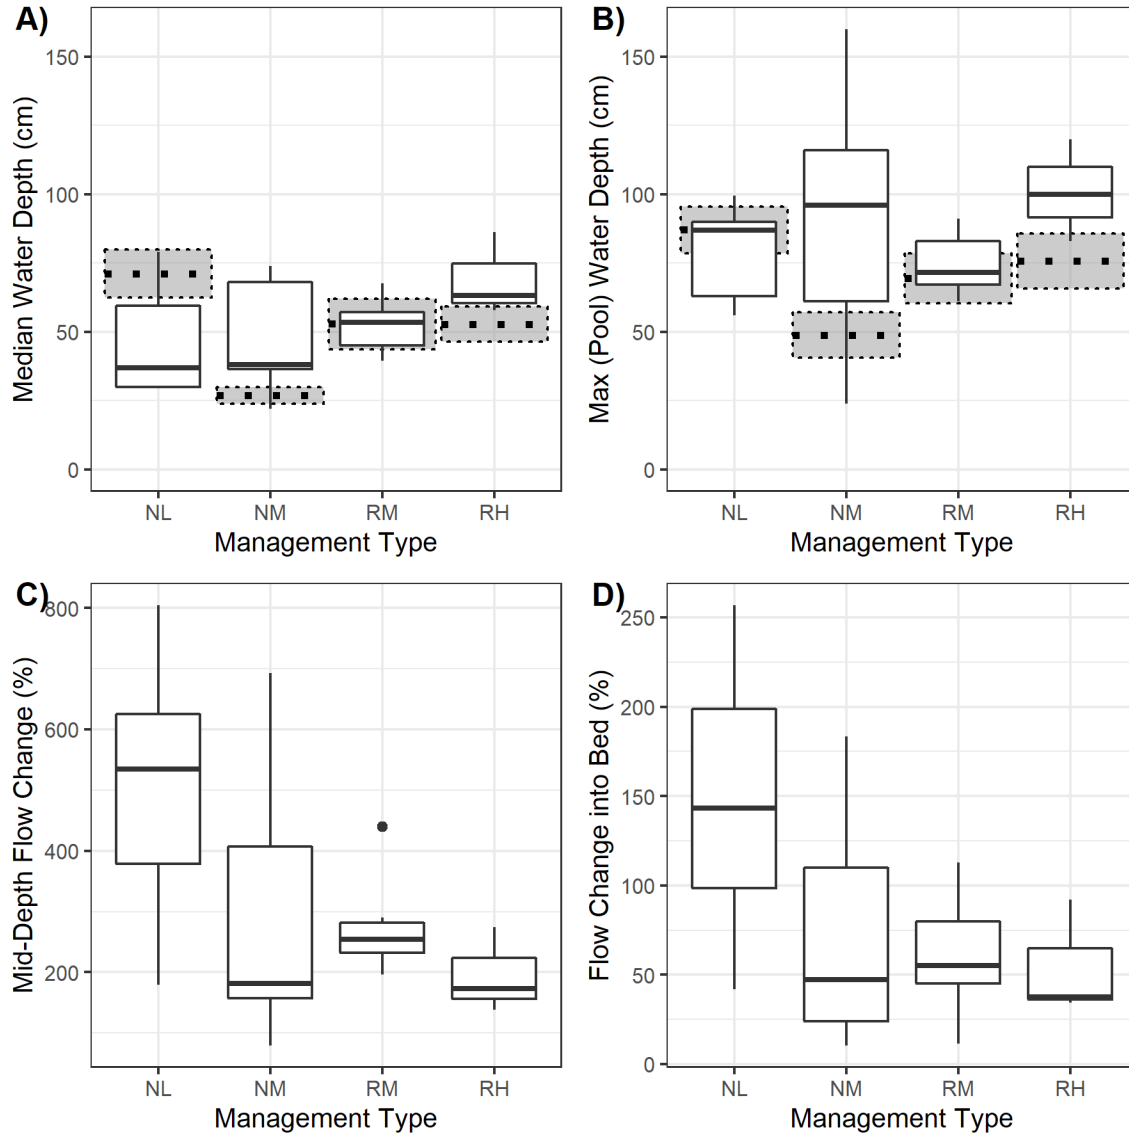 A)
Median Water Depth (cm)
150
100
50
0
NL NM RM RH
Management Type
B)
Max (Pool) Water Depth (cm)
150
100
50
0
NL NM RM RH
Management Type
C)
Mid-Depth Flow Change (%)
800
600
400
200
NL NM RM RH
Management Type
D)
Flow Change into Bed (%)
250
200
150
100
50
0
NL NM RM RH
Management Type